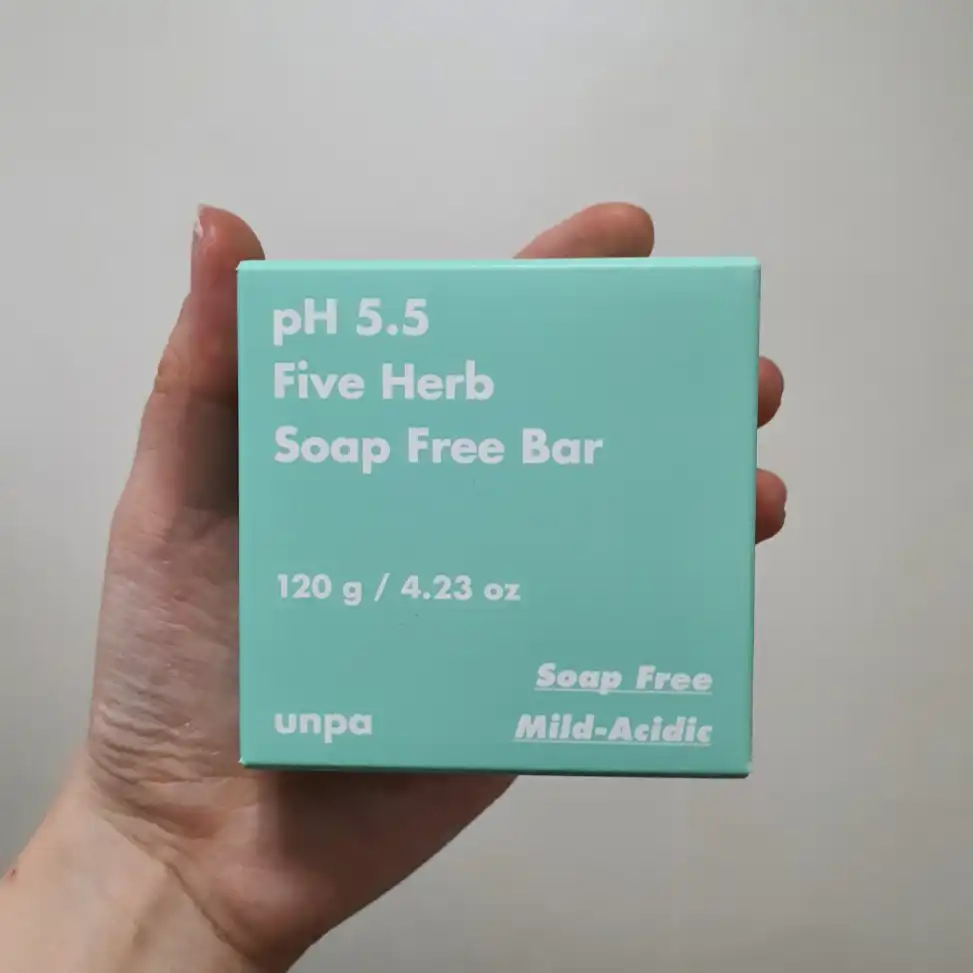 pH 5.5
Five Herb
Soap Free Bar
120 g / 4.23 oz
Soap Free
unpa
Mild-Acidic